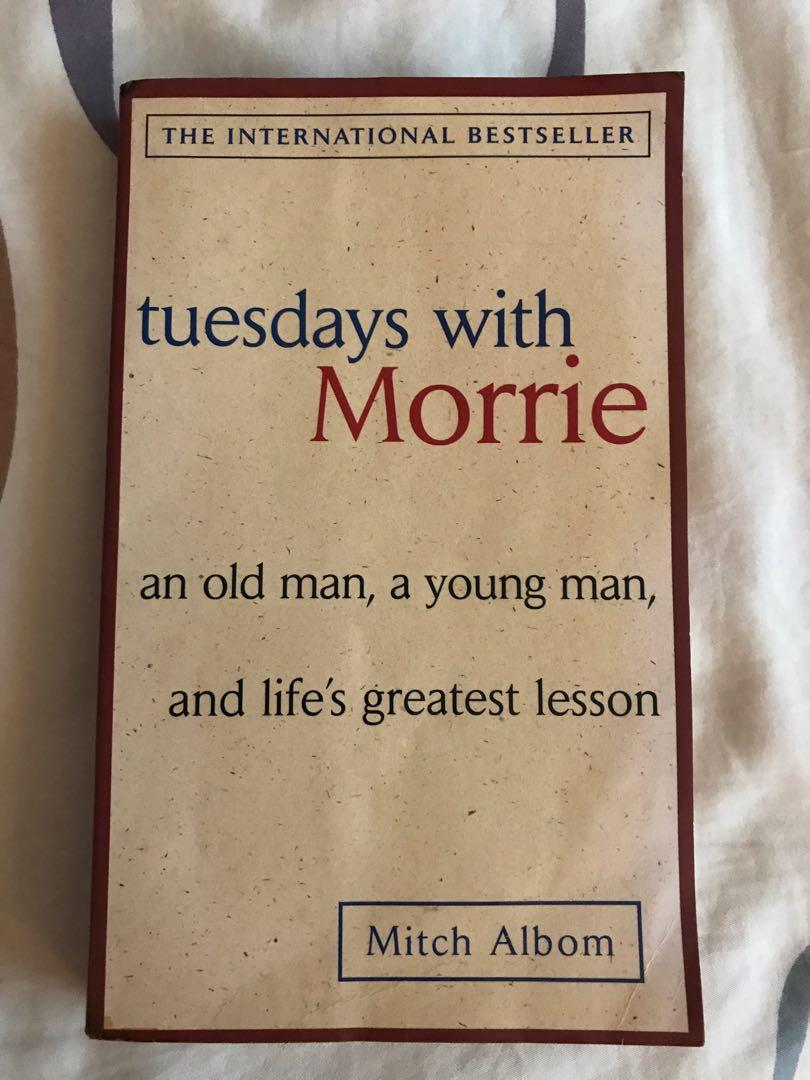 THE INTERNATIONAL BESTSELLER
tuesdays with
Morrie
an old man, a young man,
and life's greatest lesson
Mitch Albom